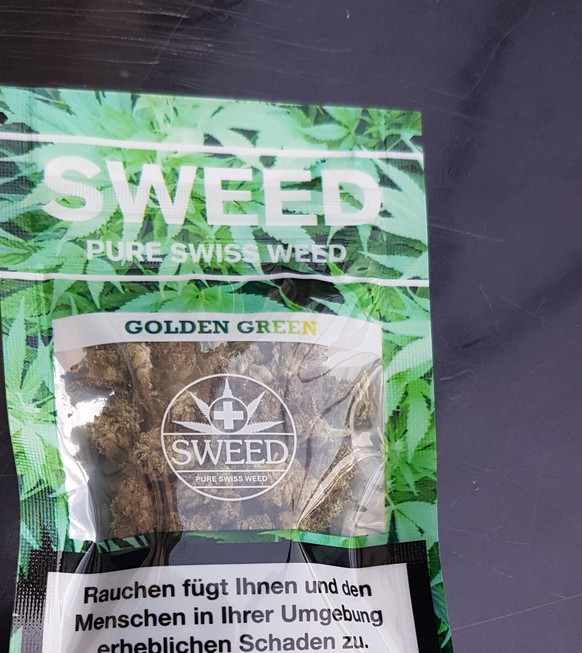 SWEED
PURE SWISS WEED
GOLDEN GREEN
SWEED
PURE SWISS WEED
Rauchen fügt Ihnen und den
Menschen in Ihrer Umgebung
erheblichen Schaden zu.